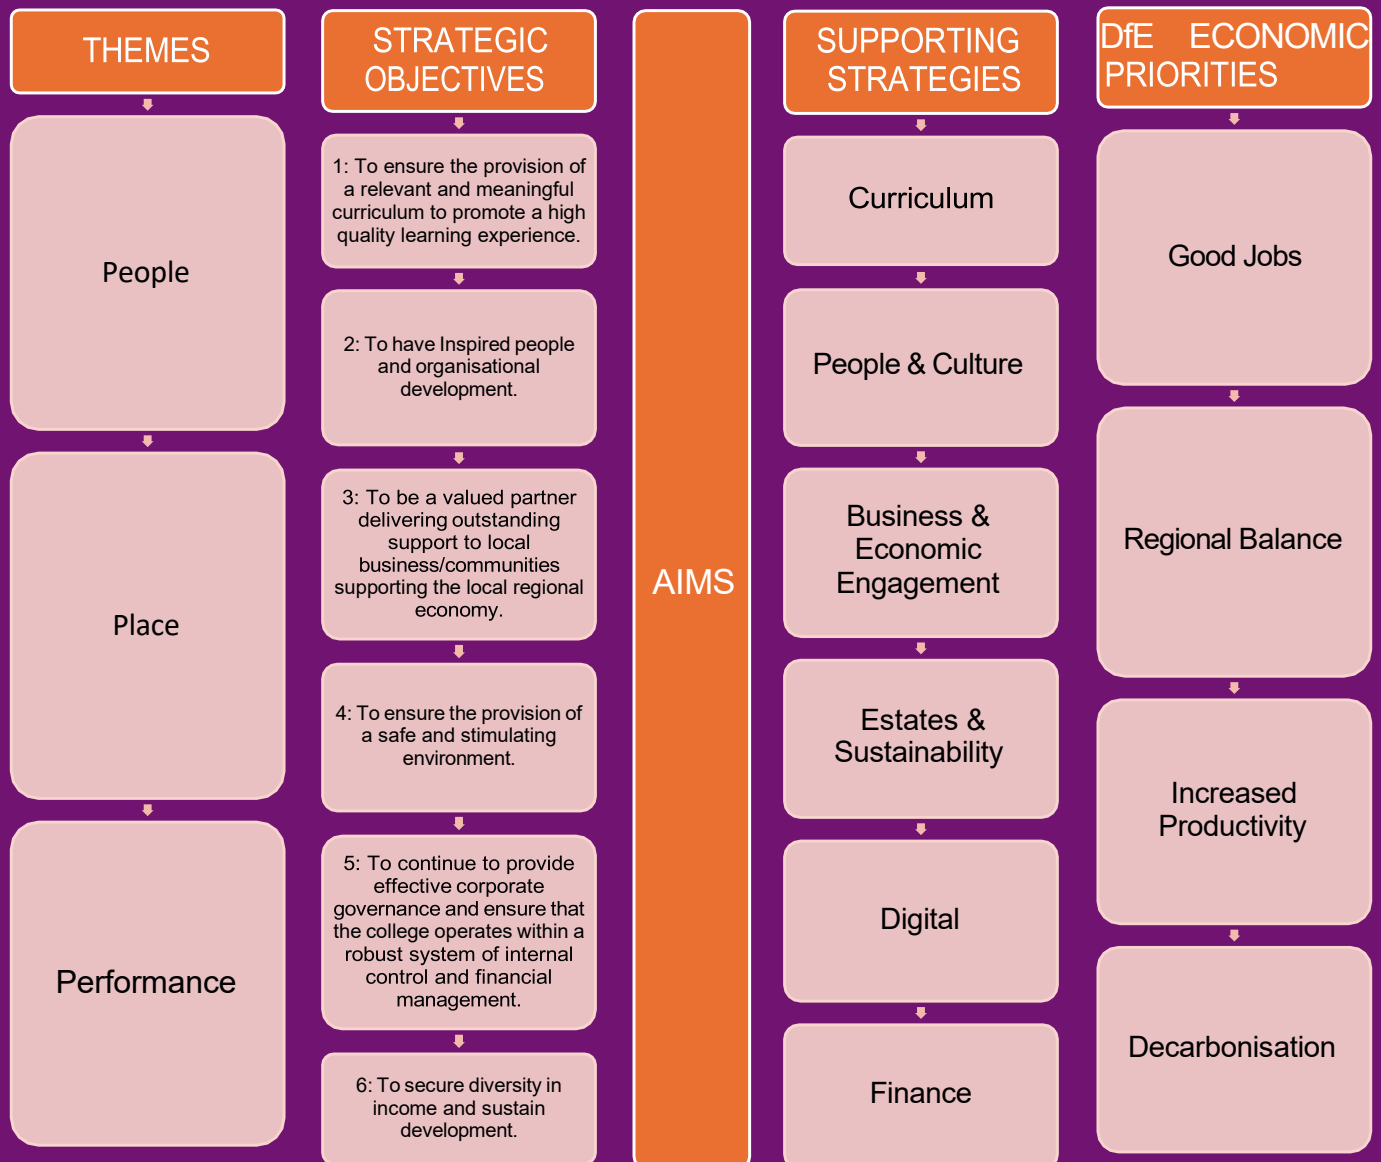 THEMES
People
Place
Performance
STRATEGIC
OBJECTIVES
1: To ensure the provision of
a relevant and meaningful
curriculum to promote a high
quality learning experience.
2: To have Inspired people
and organisational
development.
3: To be a valued partner
delivering outstanding
support to local
business/communities
supporting the local regional
economy.
4: To ensure the provision of
a safe and stimulating
environment.
5: To continue to provide
effective corporate
governance and ensure that
the college operates within a
robust system of internal
control and financial
management.
6: To secure diversity in
income and sustain
development.
AIMS
SUPPORTING
STRATEGIES
Curriculum
People & Culture
Business &
Economic
Engagement
Estates &
Sustainability
Digital
Finance
DfE ECONOMIC
PRIORITIES
Good Jobs
Regional Balance
Increased
Productivity
Decarbonisation